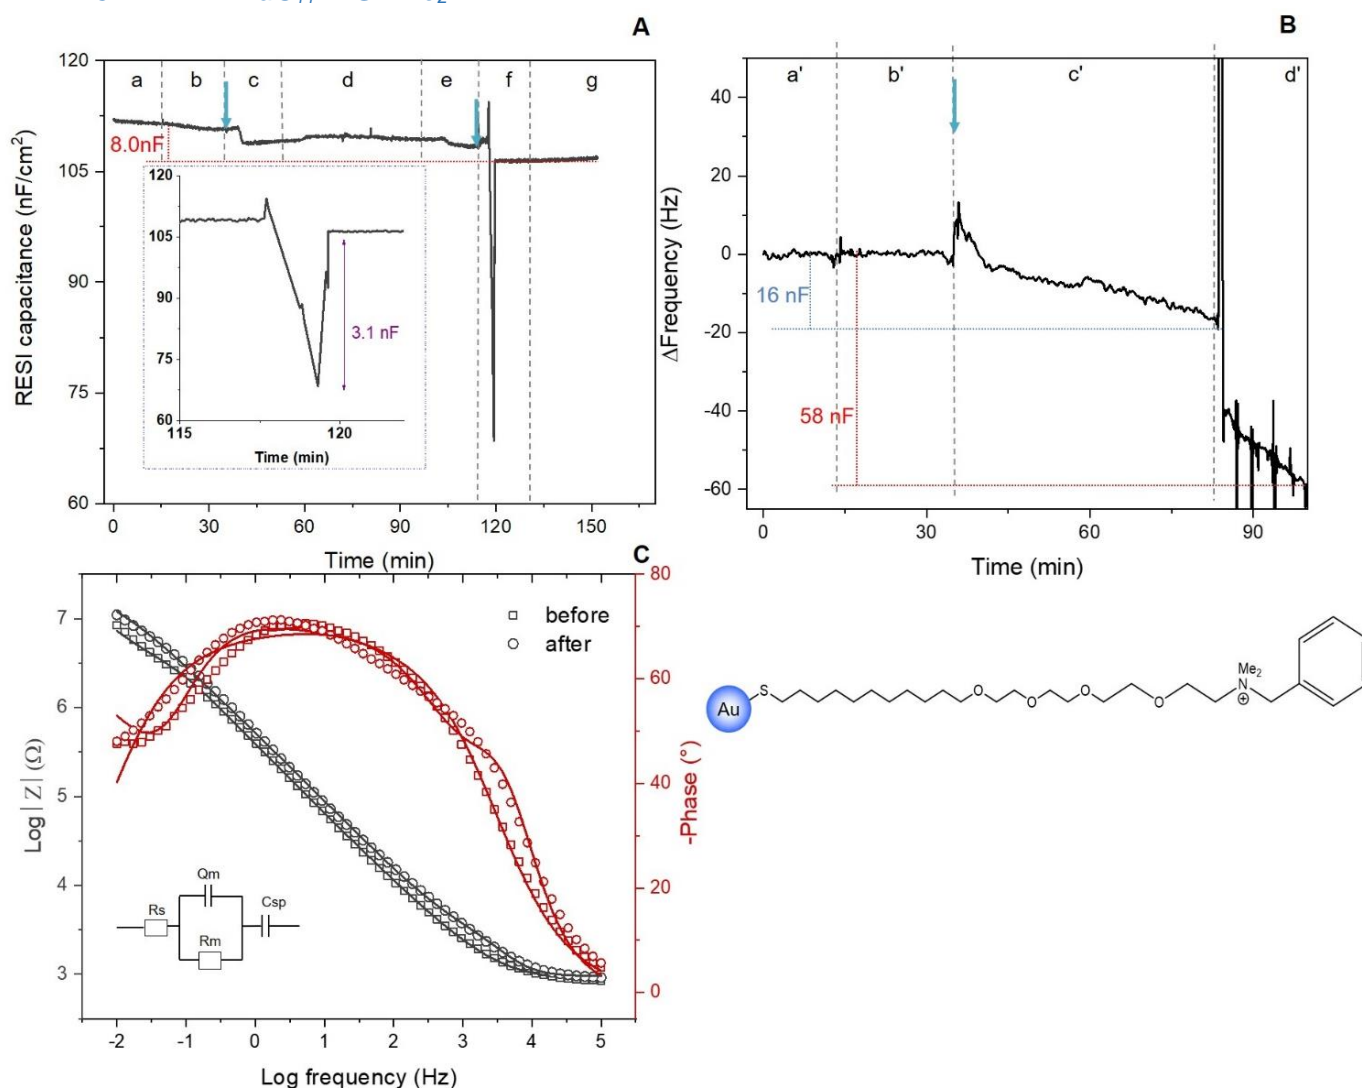 A
120
105
90
75
60
RESI capacitance (nF/cm²)
a b c d e f g
8.0nF
120
105
90
75
60
115
120
Time (min)
3.1 nF
0 30 60 90 120 150
Time (min)
B
40
20
0
-20
-40
-60
ΔFrequency (Hz)
a' b' c' d'
16 nF
58 nF
0 30 60 90
Time (min)
C
7
6
5
4
3
Log|Z|(Ω)
80
60
40
20
0
-Phase (°)
before
after
Qm
Rs
Csp
Rm
-2 -1 0 1 2 3 4 5
Log frequency (Hz)
Au
S
O
O
O
O
Me₂
N
⊕